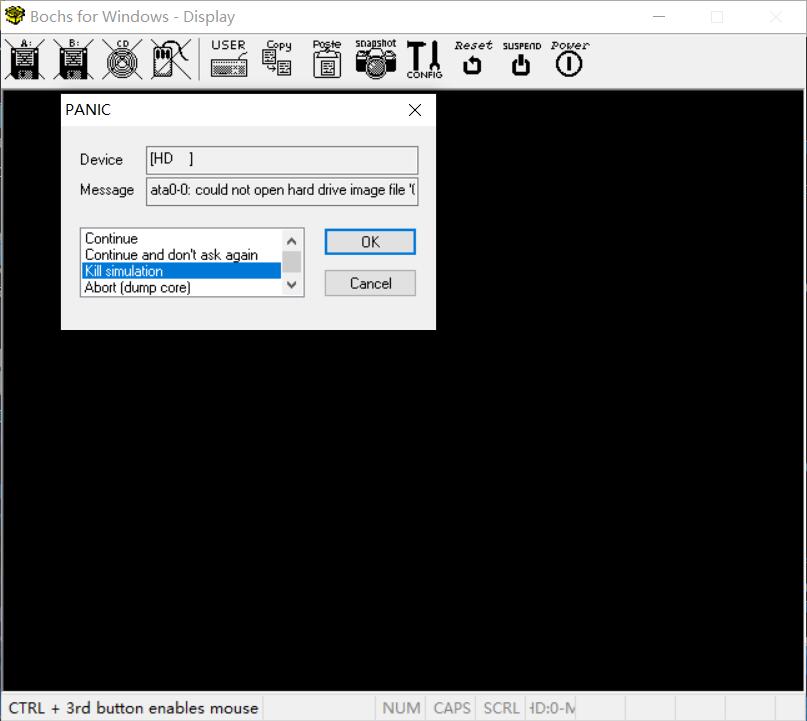 Bochs for Windows - Display
A:
B:
CD
USER
Copy
Paste
snapshot
CONFIG
Reset
SUSPEND
Power
PANIC
Device
[HD ]
Message
ata0-0: could not open hard drive image file '
Continue
Continue and don't ask again
Kill simulation
Abort (dump core)
OK
Cancel
CTRL + 3rd button enables mouse
NUM
CAPS
SCRL
HD:0-M